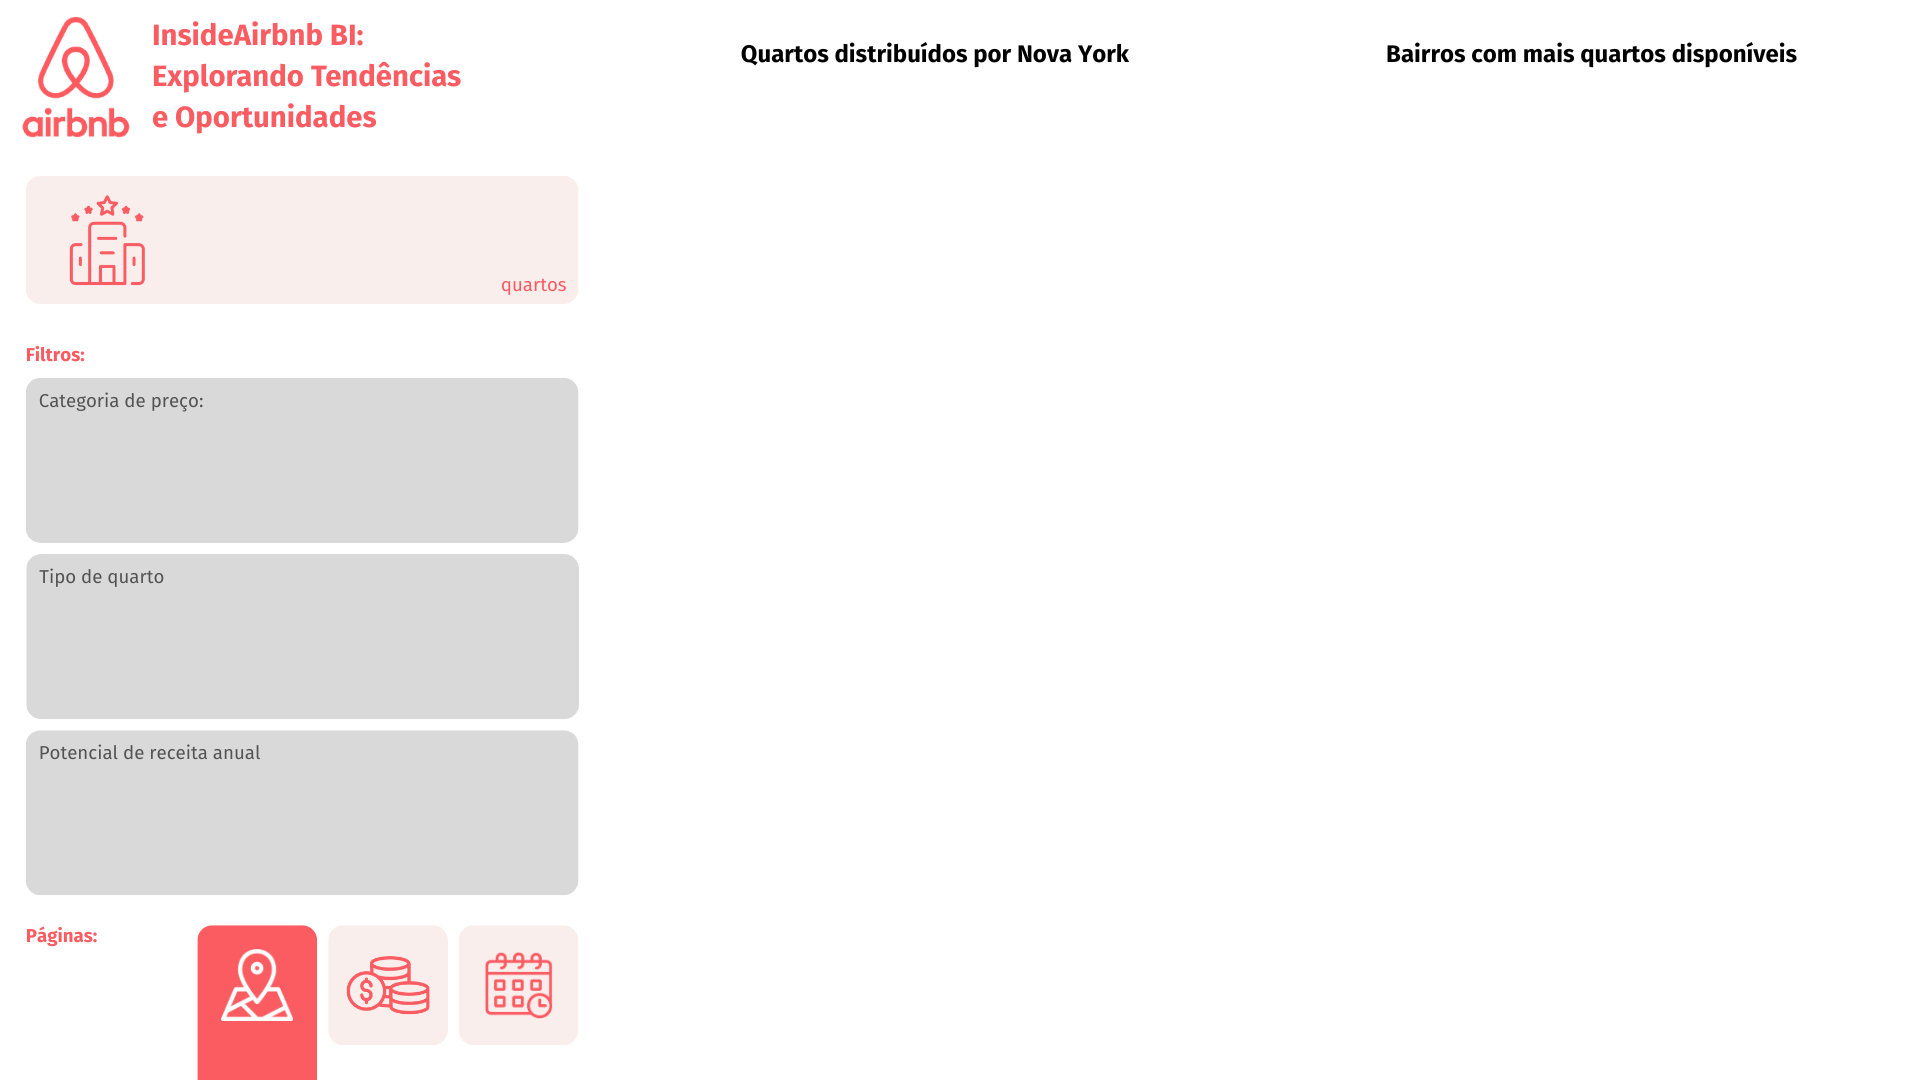 airbnb
InsideAirbnb BI:
Explorando Tendências
e Oportunidades
quartos
Filtros:
Categoria de preço:
Tipo de quarto
Potencial de receita anual
Páginas:
$
Quartos distribuídos por Nova York
Bairros com mais quartos disponíveis